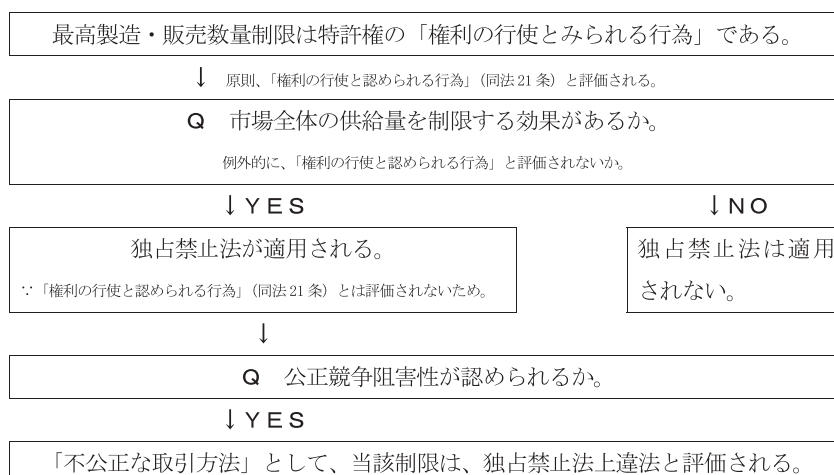 最高製造・販売数量制限は特許権の「権利の行使とみられる行為」である。
↓ 原則、「権利の行使と認められる行為」(同法21条)と評価される。
Q 市場全体の供給量を制限する効果があるか。
例外的に、「権利の行使と認められる行為」と評価されないか。
↓YES ↓NO
独占禁止法が適用される。
∵「権利の行使と認められる行為」(同法21条)とは評価されないため。
独占禁止法は適用
されない。
↓
Q 公正競争阻害性が認められるか。
↓YES
「不公正な取引方法」として、当該制限は、独占禁止法上違法と評価される。